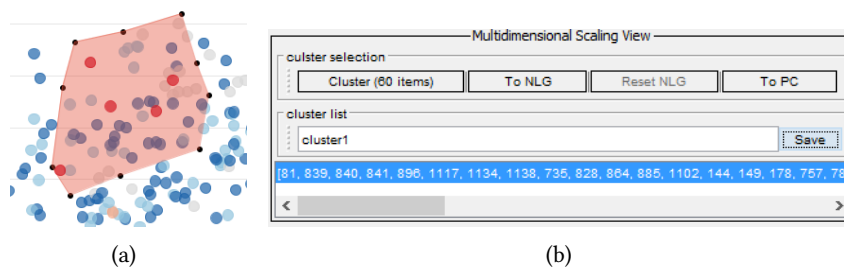 Multidimensional Scaling View
culster selection
Cluster (60 items) To NLG Reset NLG To PC
cluster list
cluster1 Save
[81, 839, 840, 841, 896, 1117, 1134, 1138, 735, 828, 864, 885, 1102, 144, 149, 178, 757, 78
(a) (b)